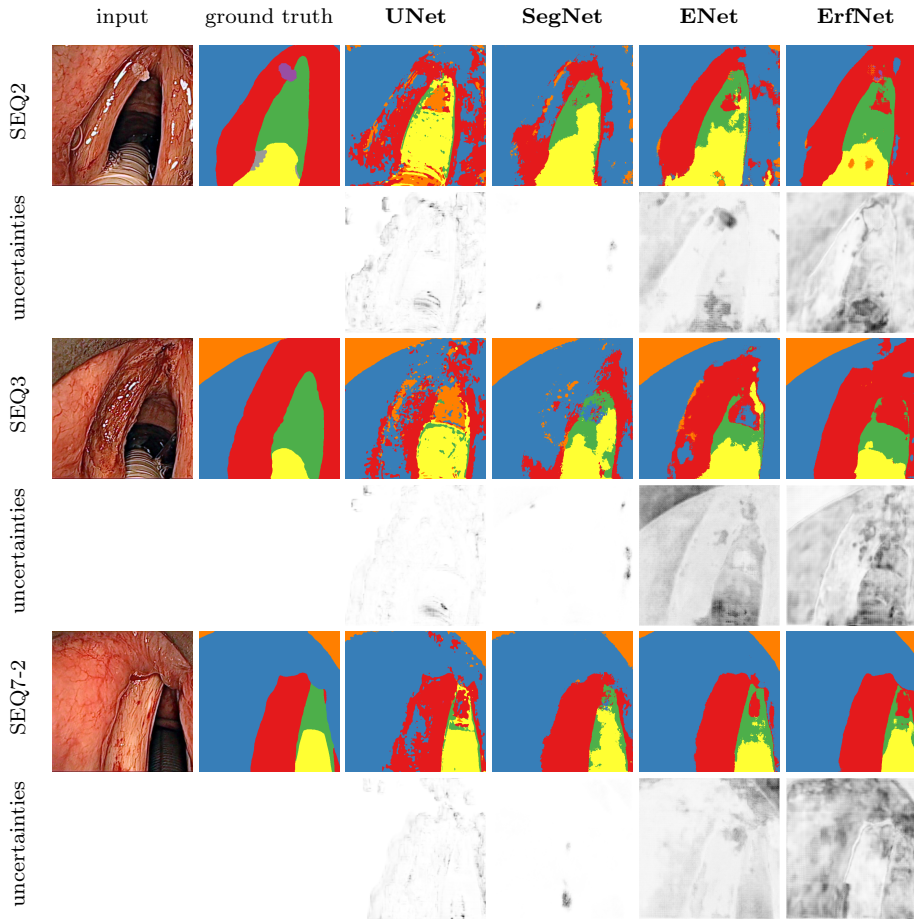 input ground truth UNet SegNet ENet ErfNet
SEQ2
uncertainties
SEQ3
uncertainties
SEQ7-2
uncertainties